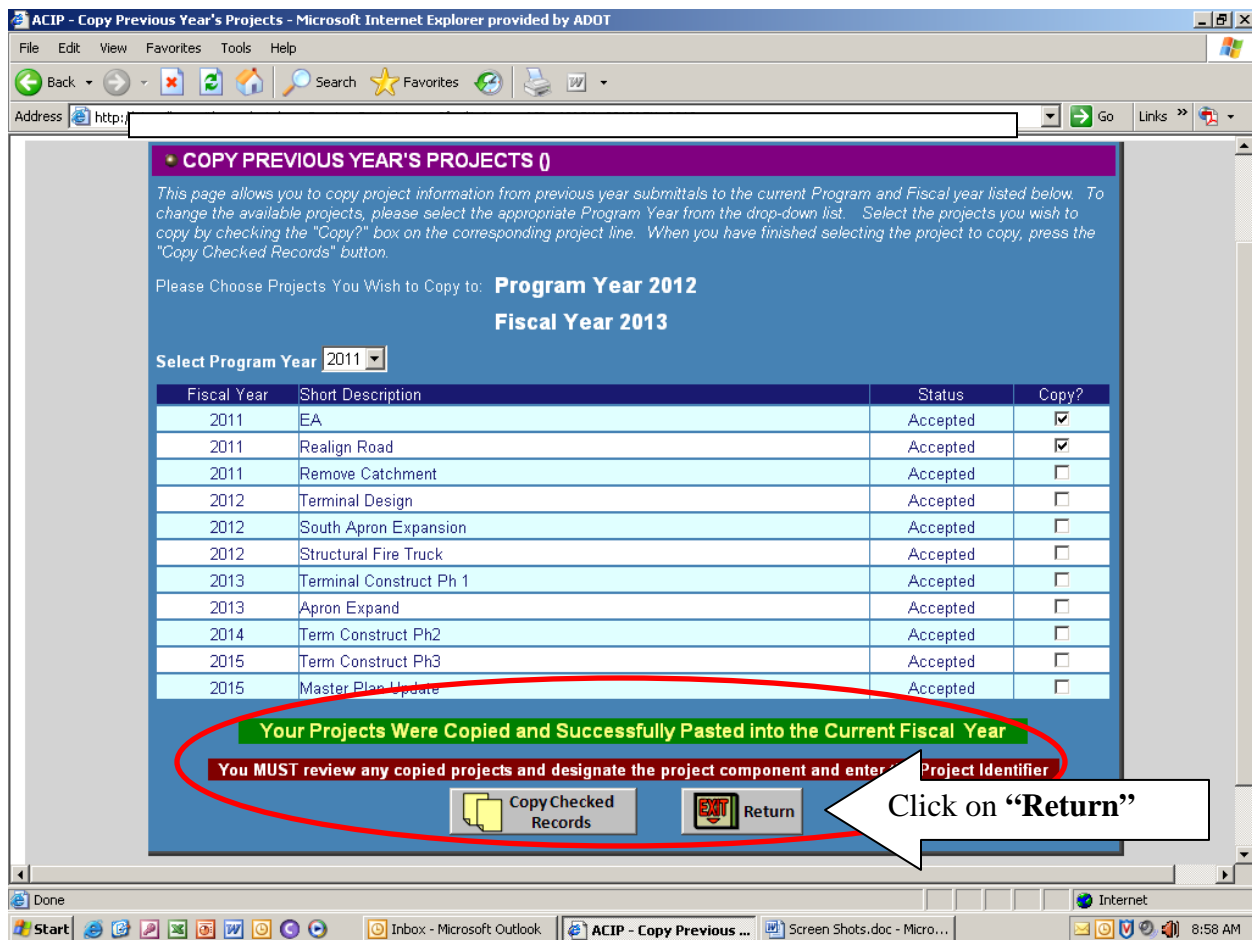 ACIP - Copy Previous Year's Projects - Microsoft Internet Explorer provided by ADOT
File Edit View Favorites Tools Help
Back Search Favorites
Address http:/ Go Links »
COPY PREVIOUS YEAR'S PROJECTS ()
This page allows you to copy project information from previous year submittals to the current Program and Fiscal year listed below. To
change the available projects, please select the appropriate Program Year from the drop-down list. Select the projects you wish to
copy by checking the "Copy?" box on the corresponding project line. When you have finished selecting the project to copy, press the
"Copy Checked Records" button.
Please Choose Projects You Wish to Copy to: Program Year 2012
Fiscal Year 2013
Select Program Year 2011
Fiscal Year Short Description Status Copy?
2011 EA Accepted
2011 Realign Road Accepted
2011 Remove Catchment Accepted
2012 Terminal Design Accepted
2012 South Apron Expansion Accepted
2012 Structural Fire Truck Accepted
2013 Terminal Construct Ph 1 Accepted
2013 Apron Expand Accepted
2014 Term Construct Ph2 Accepted
2015 Term Construct Ph3 Accepted
2015 Master Plan Update Accepted
Your Projects Were Copied and Successfully Pasted into the Current Fiscal Year
You MUST review any copied projects and designate the project component and enter Project Identifier
Copy Checked
Records
EXIT Return
Click on “Return”
Done Internet
Start Inbox - Microsoft Outlook ACIP - Copy Previous ... Screen Shots.doc - Micro... 8:58 AM